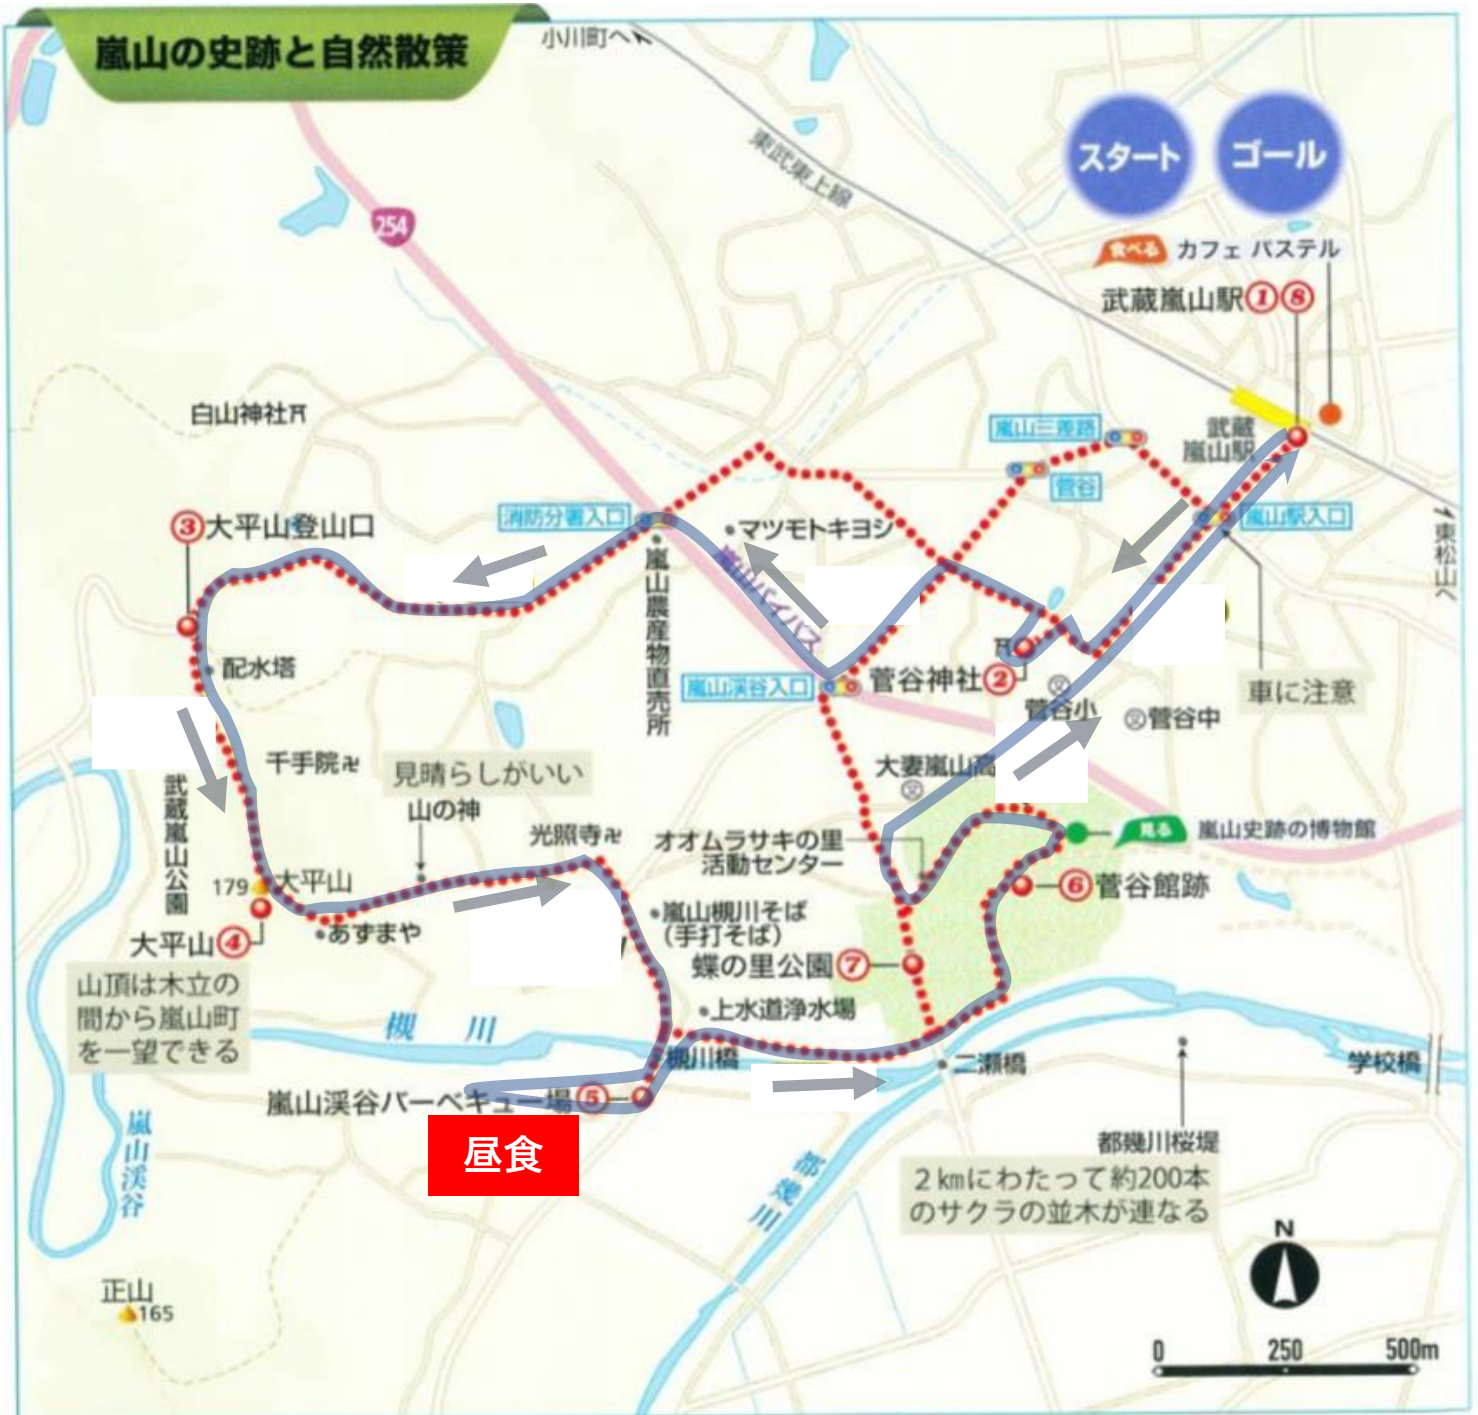 嵐山の史跡と自然散策
小川町へ
東武東上線
スタート
ゴール
254
食べる カフェ パステル
武蔵嵐山駅①⑧
白山神社
嵐山三差路
武蔵
嵐山駅
菅谷
③大平山登山口
消防分署入口
マツモトキヨシ
嵐山駅入口
東松山へ
嵐山バイパス
嵐山農産物直売所
配水塔
嵐山渓谷入口
菅谷神社②
菅谷小
文
文菅谷中
車に注意
千手院卍
見晴らしがいい
山の神
大妻嵐山高
文
武蔵嵐山公園
光照寺卍
オオムラサキの里
活動センター
見る 嵐山史跡の博物館
179
大平山
⑥菅谷館跡
あずまや
嵐山槻川そば
(手打そば)
大平山④
蝶の里公園⑦
山頂は木立の
間から嵐山町
を一望できる
上水道浄水場
槻川
槻川橋
二瀬橋
学校橋
嵐山渓谷バーベキュー場⑤
昼食
嵐山渓谷
都幾川
都幾川桜堤
2㎞にわたって約200本
のサクラの並木が連なる
N
正山
165
0 250 500m